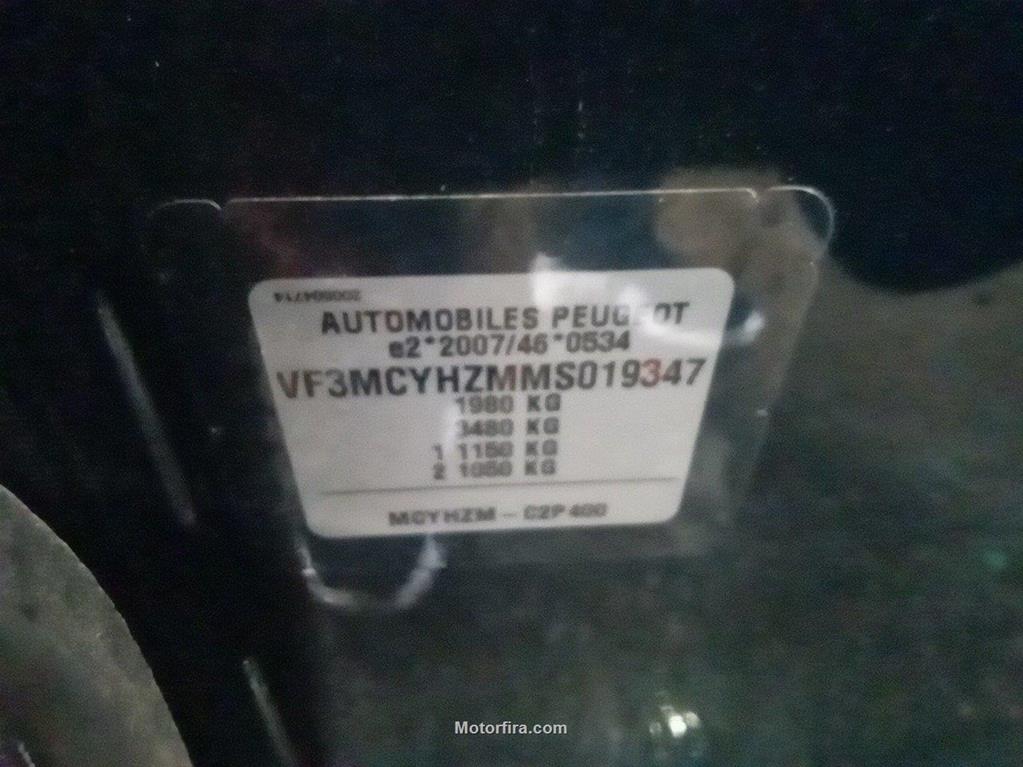 200504714
AUTOMOBILES PEUGEOT
e2*2007/46*0534
VF3MCYHZMMS019347
1980 KG
3480 KG
1 1150 KG
2 1050 KG
MCYHZM - C2P400
Motorfira.com